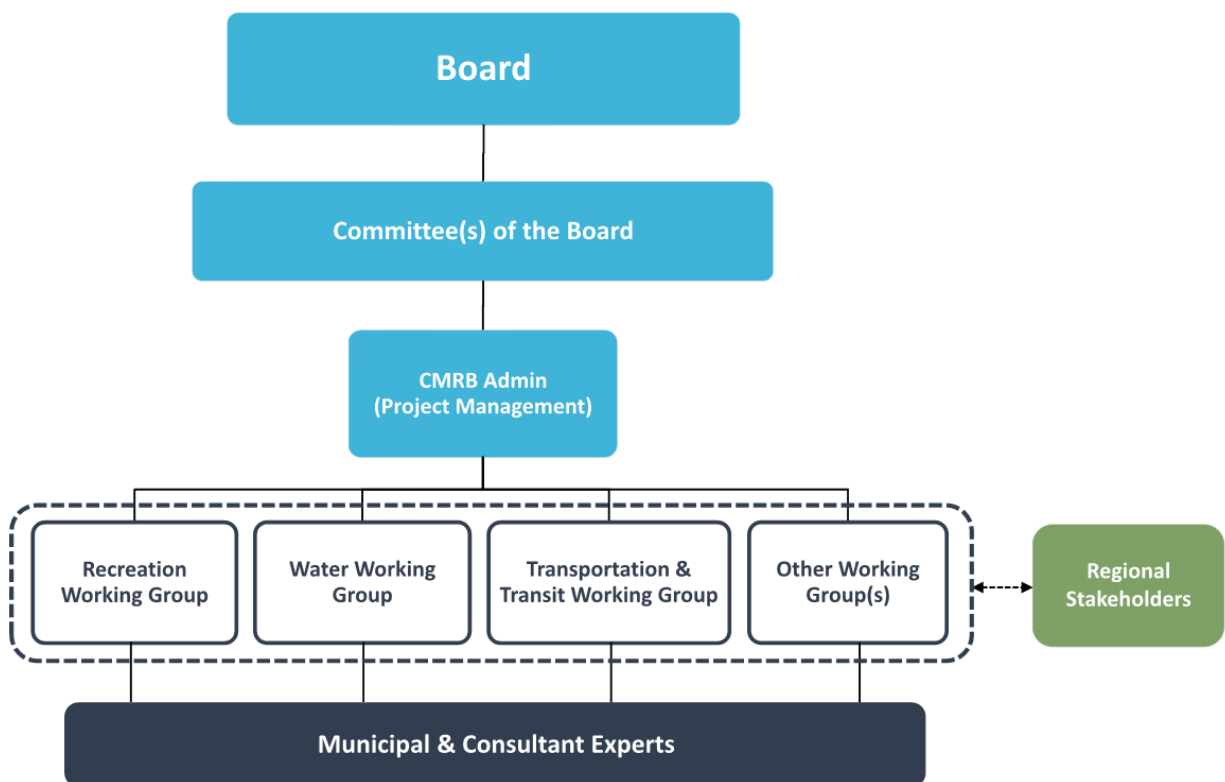 Board
Committee(s) of the Board
CMRB Admin
(Project Management)
Recreation
Working Group
Water Working
Group
Transportation &
Transit Working Group
Other Working
Group(s)
Regional
Stakeholders
Municipal & Consultant Experts